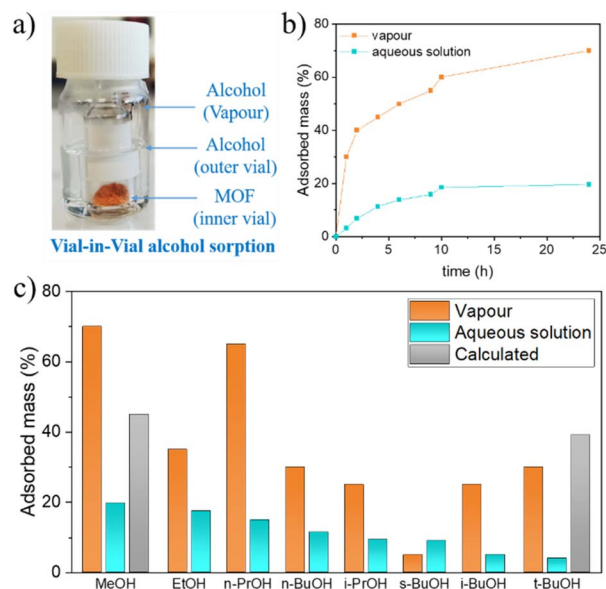 a)
Alcohol
(Vapour)
Alcohol
(outer vial)
MOF
(inner vial)
Vial-in-Vial alcohol sorption
b)
vapour
aqueous solution
Adsorbed mass (%)
80
60
40
20
0
0 5 10 15 20 25
time (h)
c)
Vapour
Aqueous solution
Calculated
Adsorbed mass (%)
80
60
40
20
0
MeOH EtOH n-PrOH n-BuOH i-PrOH s-BuOH i-BuOH t-BuOH